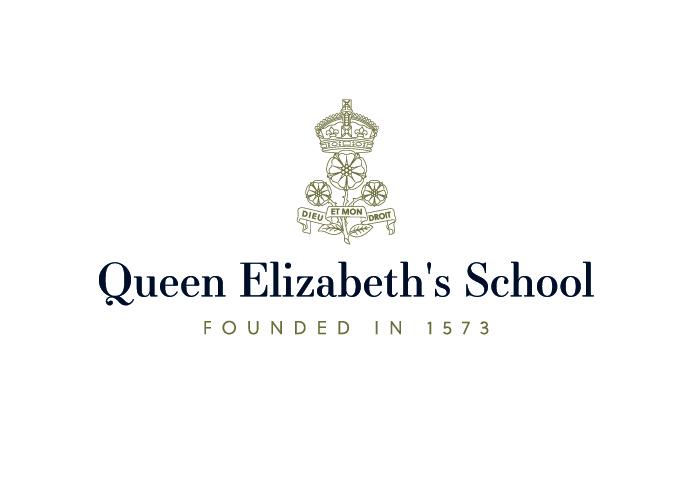 DIEU ET MON DROIT
Queen Elizabeth's School
FOUNDED IN 1573